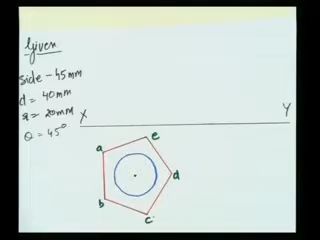 Given
side - 45mm
d = 40mm
a = 20mm
θ = 45°
X Y
e
a
d
b
c